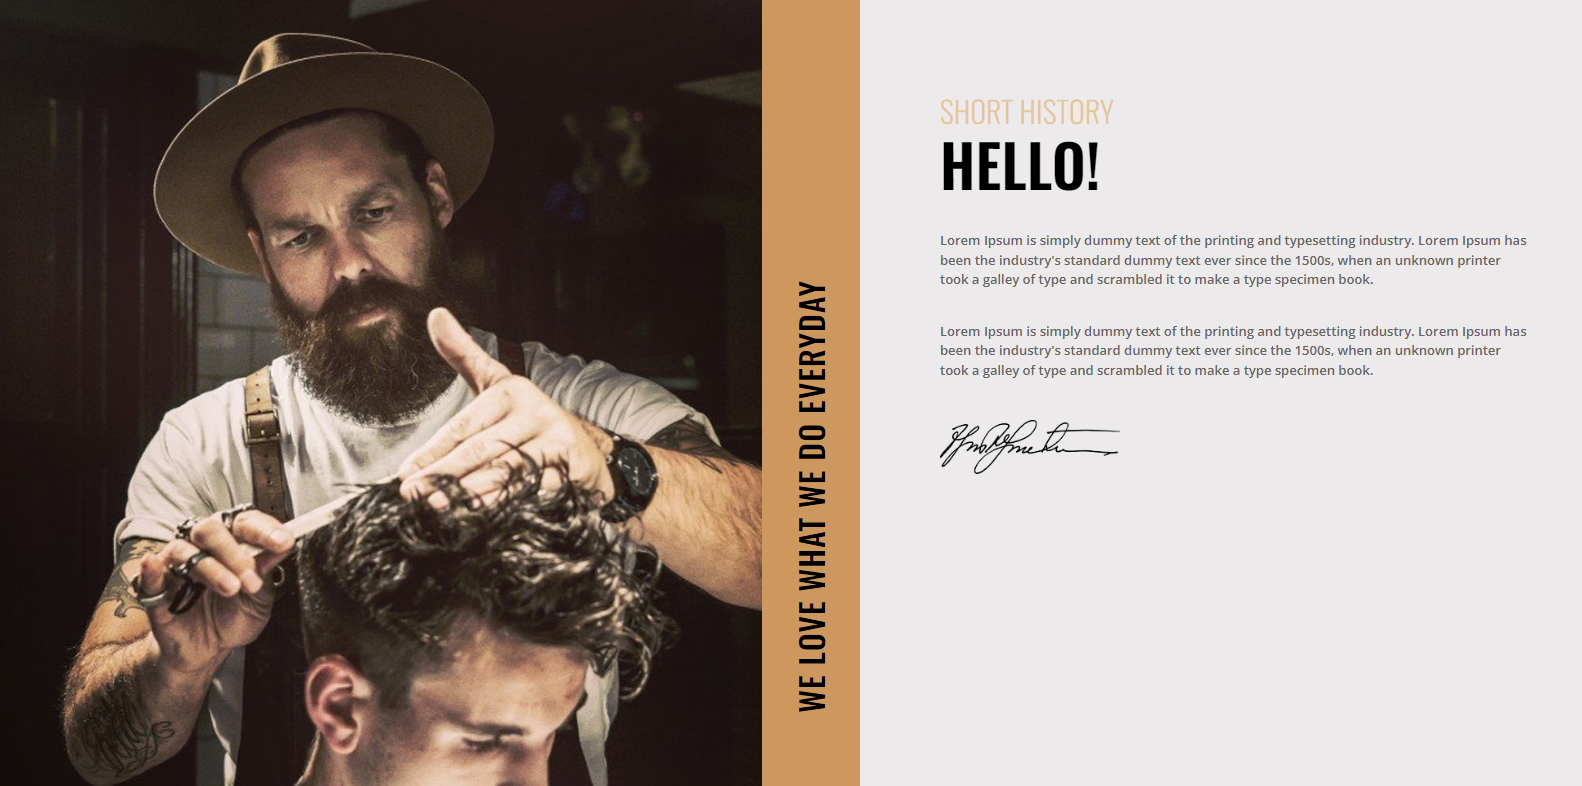 WE LOVE WHAT WE DO EVERYDAY
SHORT HISTORY
HELLO!
Lorem Ipsum is simply dummy text of the printing and typesetting industry. Lorem Ipsum has
been the industry's standard dummy text ever since the 1500s, when an unknown printer
took a galley of type and scrambled it to make a type specimen book.
Lorem Ipsum is simply dummy text of the printing and typesetting industry. Lorem Ipsum has
been the industry's standard dummy text ever since the 1500s, when an unknown printer
took a galley of type and scrambled it to make a type specimen book.